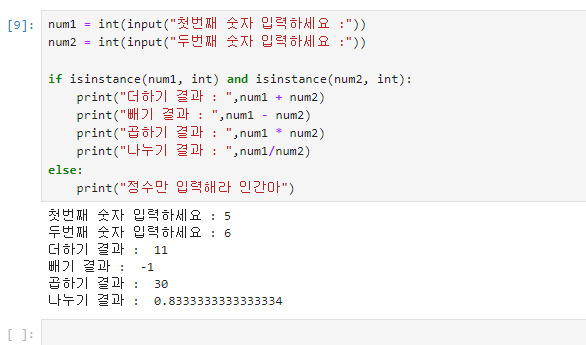 [9]: num1 = int(input("첫번째 숫자 입력하세요 :"))
num2 = int(input("두번째 숫자 입력하세요 :"))
if isinstance(num1, int) and isinstance(num2, int):
print("더하기 결과 : ",num1 + num2)
print("빼기 결과 : ",num1 - num2)
print("곱하기 결과 : ",num1 * num2)
print("나누기 결과 : ",num1/num2)
else:
print("정수만 입력해라 인간아")
첫번째 숫자 입력하세요 : 5
두번째 숫자 입력하세요 : 6
더하기 결과 :  11
빼기 결과 :  -1
곱하기 결과 :  30
나누기 결과 :  0.8333333333333334
[ ]: